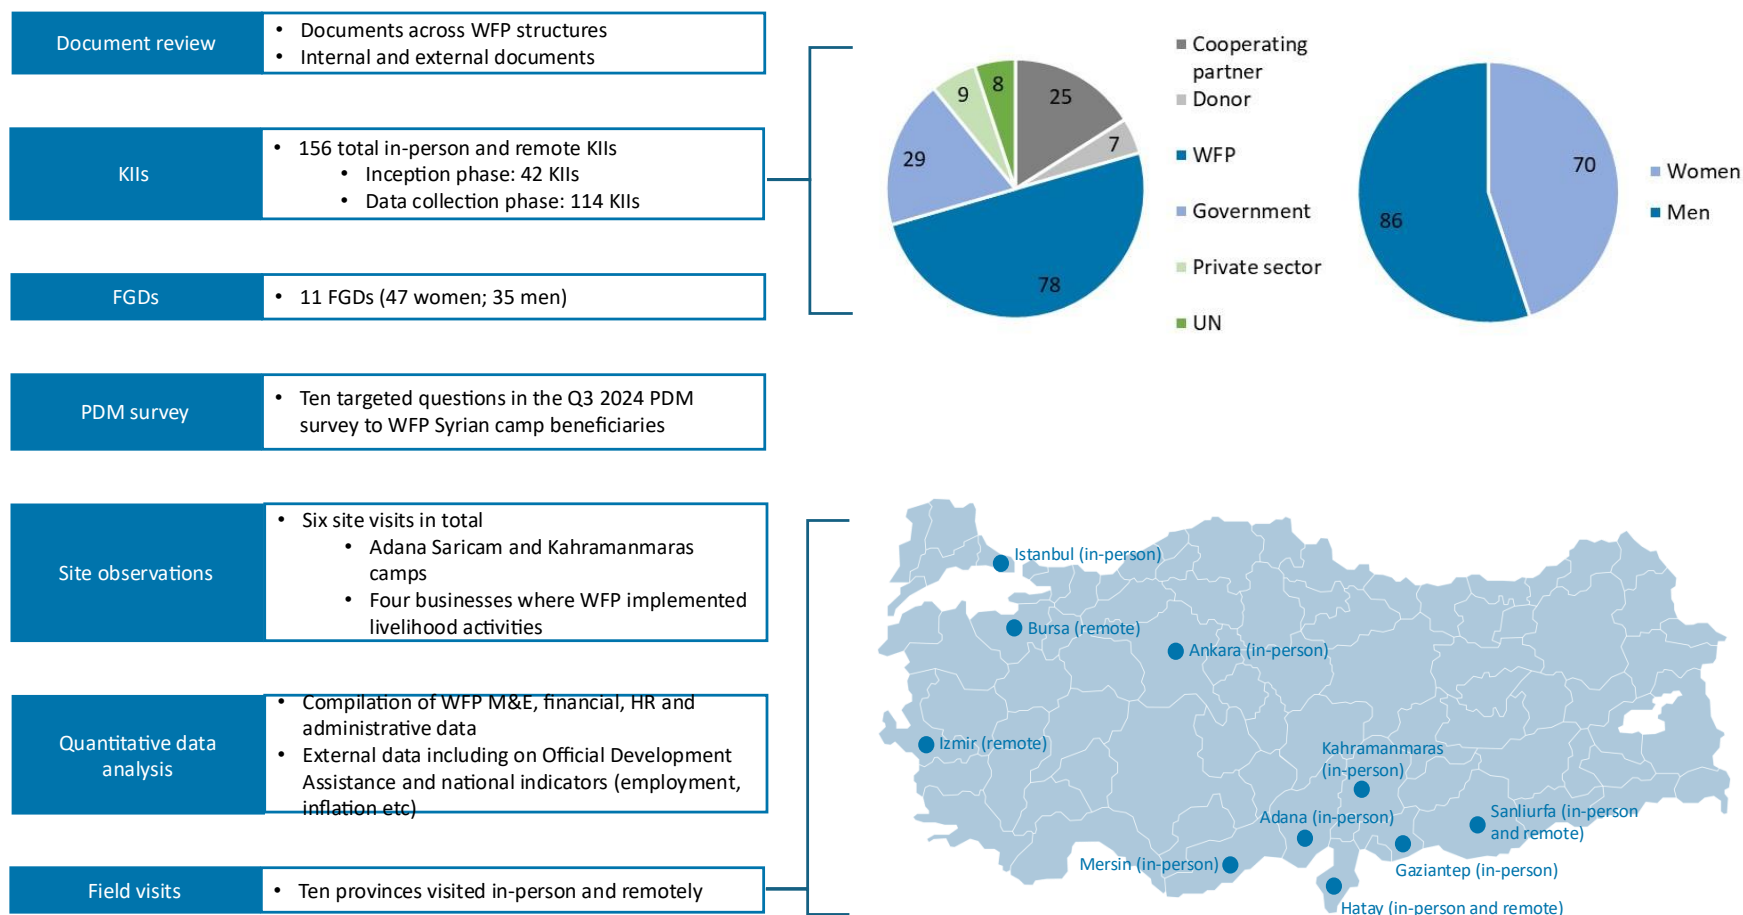 Document review
• Documents across WFP structures
• Internal and external documents
KIIs
• 156 total in-person and remote KIIs
• Inception phase: 42 KIIs
• Data collection phase: 114 KIIs
FGDs
• 11 FGDs (47 women; 35 men)
PDM survey
• Ten targeted questions in the Q3 2024 PDM
survey to WFP Syrian camp beneficiaries
Site observations
• Six site visits in total
• Adana Saricam and Kahramanmaras
camps
• Four businesses where WFP implemented
livelihood activities
Quantitative data
analysis
• Compilation of WFP M&E, financial, HR and
administrative data
• External data including on Official Development
Assistance and national indicators (employment,
inflation etc)
Field visits
• Ten provinces visited in-person and remotely
25
7
78
29
9
8
Cooperating
partner
Donor
WFP
Government
Private sector
UN
70
86
Women
Men
Istanbul (in-person)
Bursa (remote)
Ankara (in-person)
Izmir (remote)
Kahramanmaras
(in-person)
Adana (in-person)
Sanliurfa (in-person
and remote)
Mersin (in-person)
Gaziantep (in-person)
Hatay (in-person and remote)